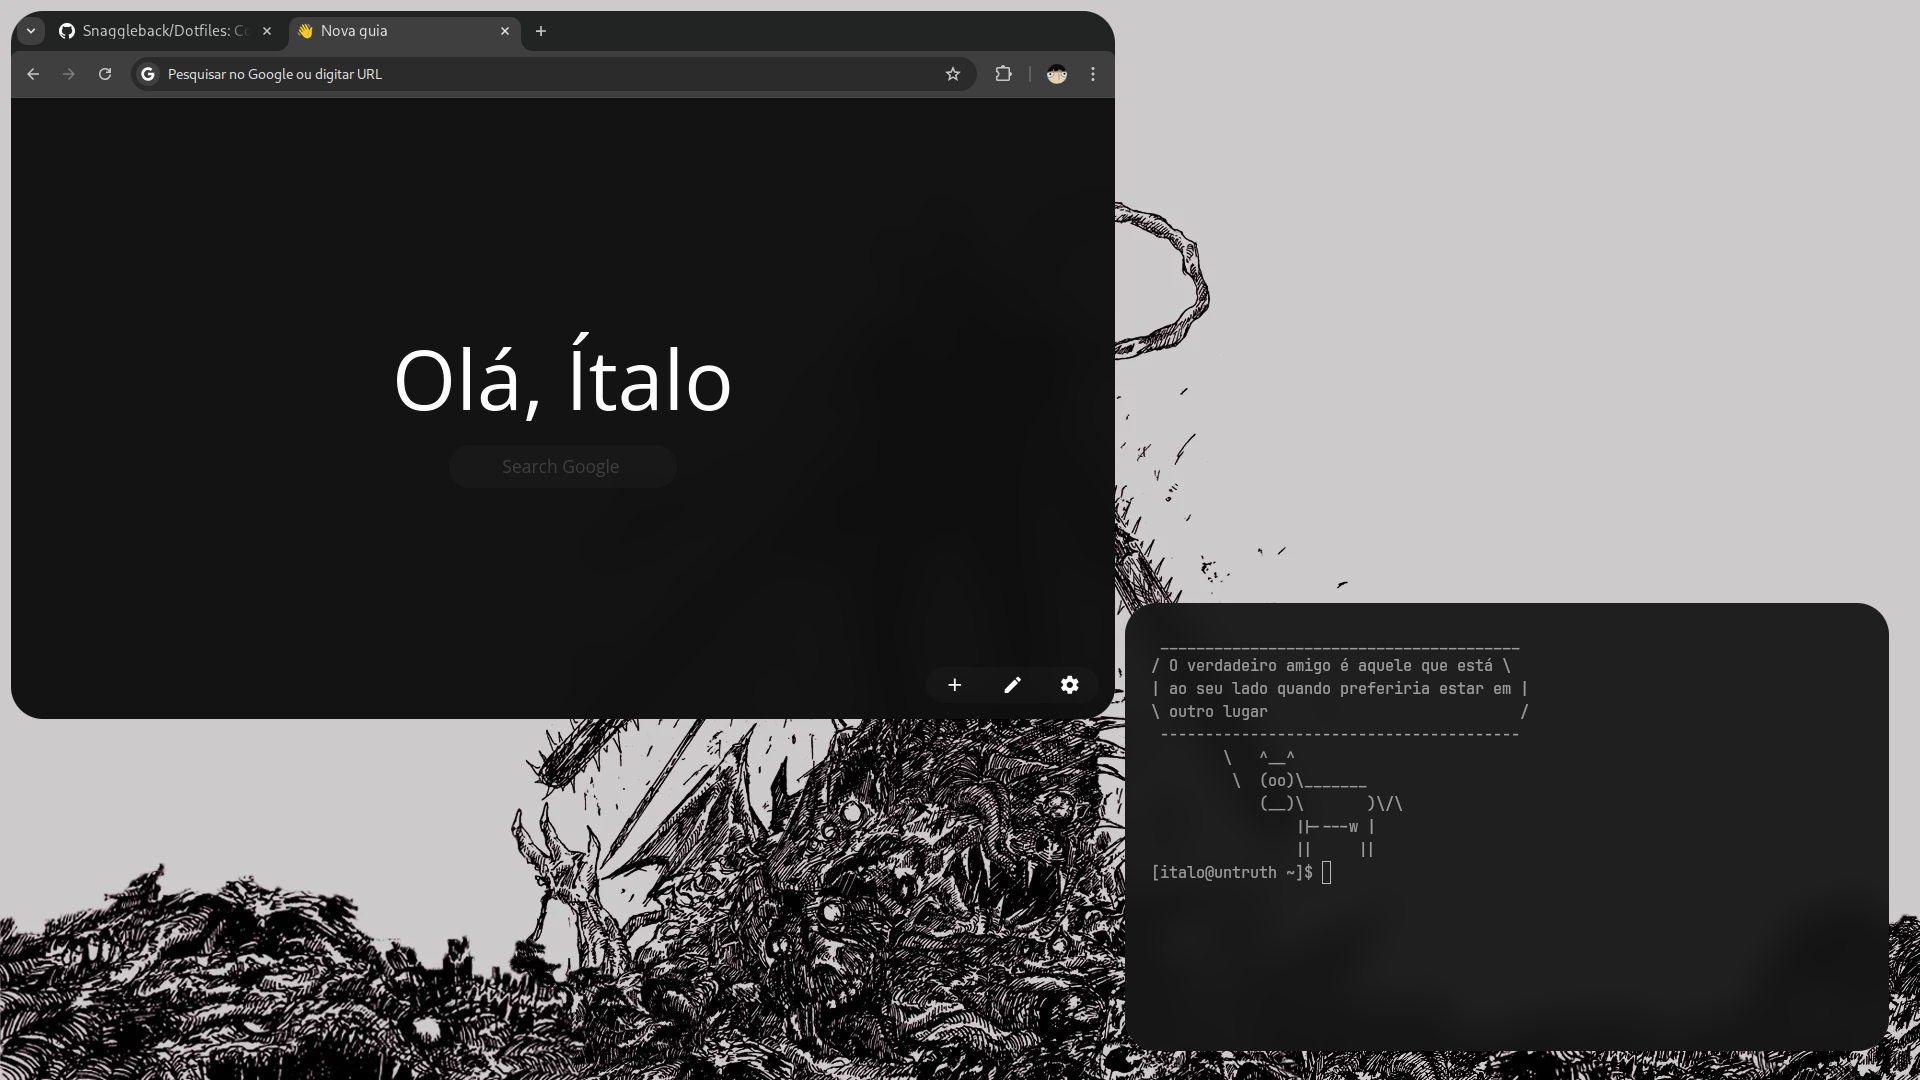 Snaggleback/Dotfiles: Co
Nova guia
Pesquisar no Google ou digitar URL
Olá, Ítalo
Search Google
________________________________________
/ O verdadeiro amigo é aquele que está \
| ao seu lado quando preferiria estar em |
\ outro lugar                            /
----------------------------------------
        \   ^__^
         \  (oo)\_______
            (__)\       )\/\
                ||----w |
                ||     ||
[italo@untruth ~]$